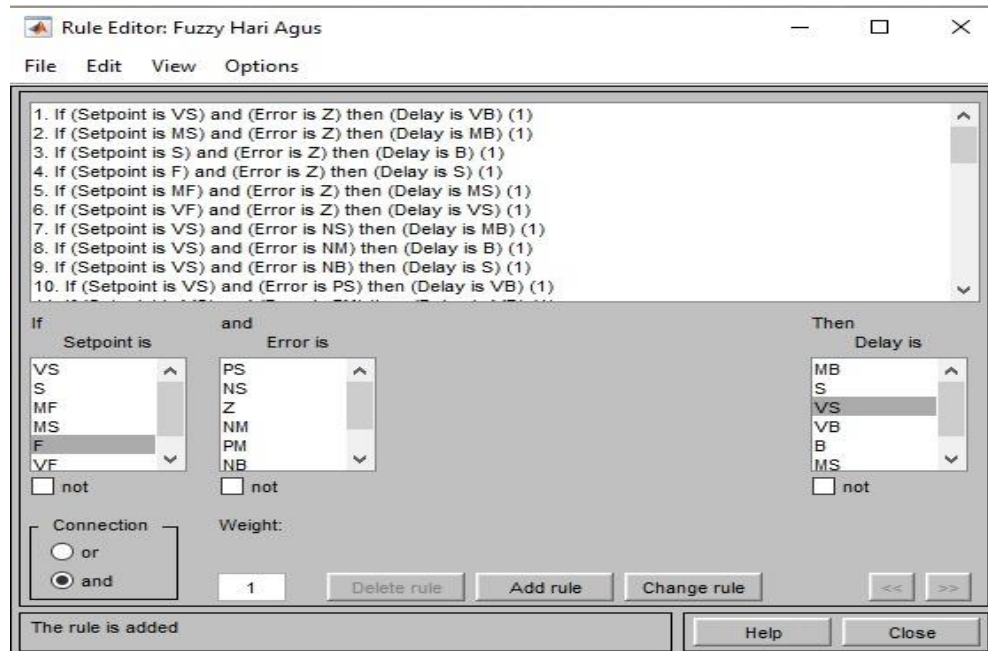 Rule Editor: Fuzzy Hari Agus
File Edit View Options
1. If (Setpoint is VS) and (Error is Z) then (Delay is VB) (1)
2. If (Setpoint is MS) and (Error is Z) then (Delay is MB) (1)
3. If (Setpoint is S) and (Error is Z) then (Delay is B) (1)
4. If (Setpoint is F) and (Error is Z) then (Delay is S) (1)
5. If (Setpoint is MF) and (Error is Z) then (Delay is MS) (1)
6. If (Setpoint is VF) and (Error is Z) then (Delay is VS) (1)
7. If (Setpoint is VS) and (Error is NS) then (Delay is MB) (1)
8. If (Setpoint is VS) and (Error is NM) then (Delay is B) (1)
9. If (Setpoint is VS) and (Error is NB) then (Delay is S) (1)
10. If (Setpoint is VS) and (Error is PS) then (Delay is VB) (1)
If and Then
Setpoint is Error is Delay is
VS PS MB
S NS S
MF Z VS
MS NM VB
F PM B
VF NB MS
not not not
Connection Weight:
or
and 1 Delete rule Add rule Change rule << >>
The rule is added Help Close